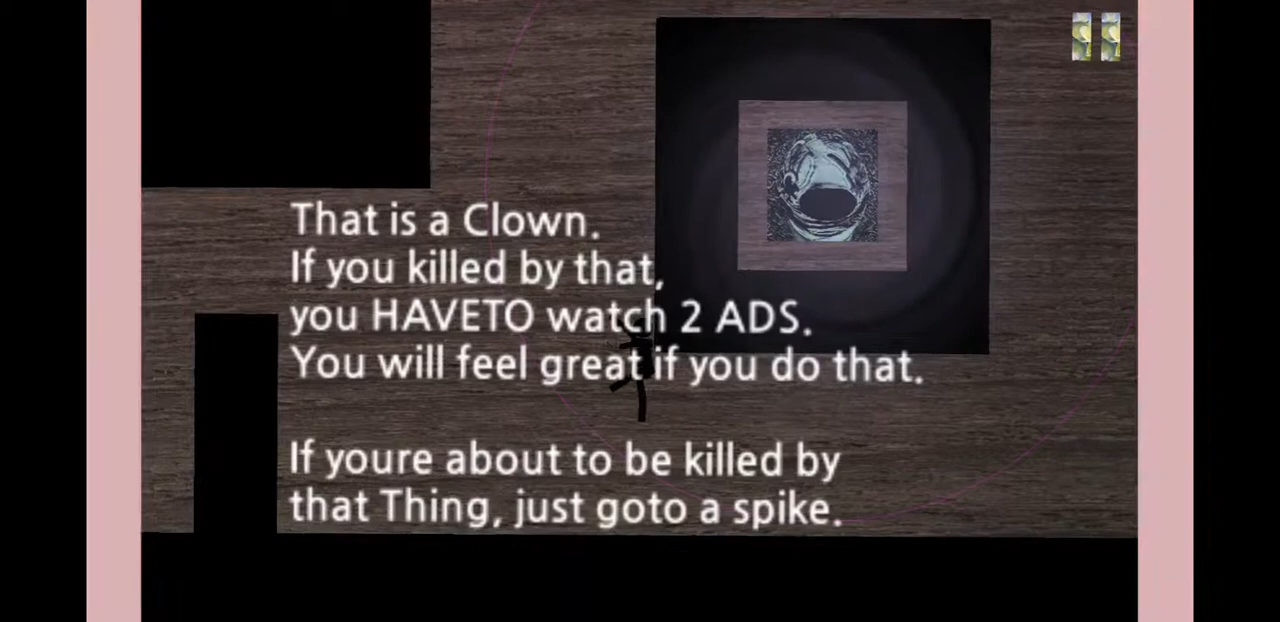 That is a Clown.
If you killed by that,
you HAVETO watch 2 ADS.
You will feel great if you do that.
If youre about to be killed by
that Thing, just goto a spike.